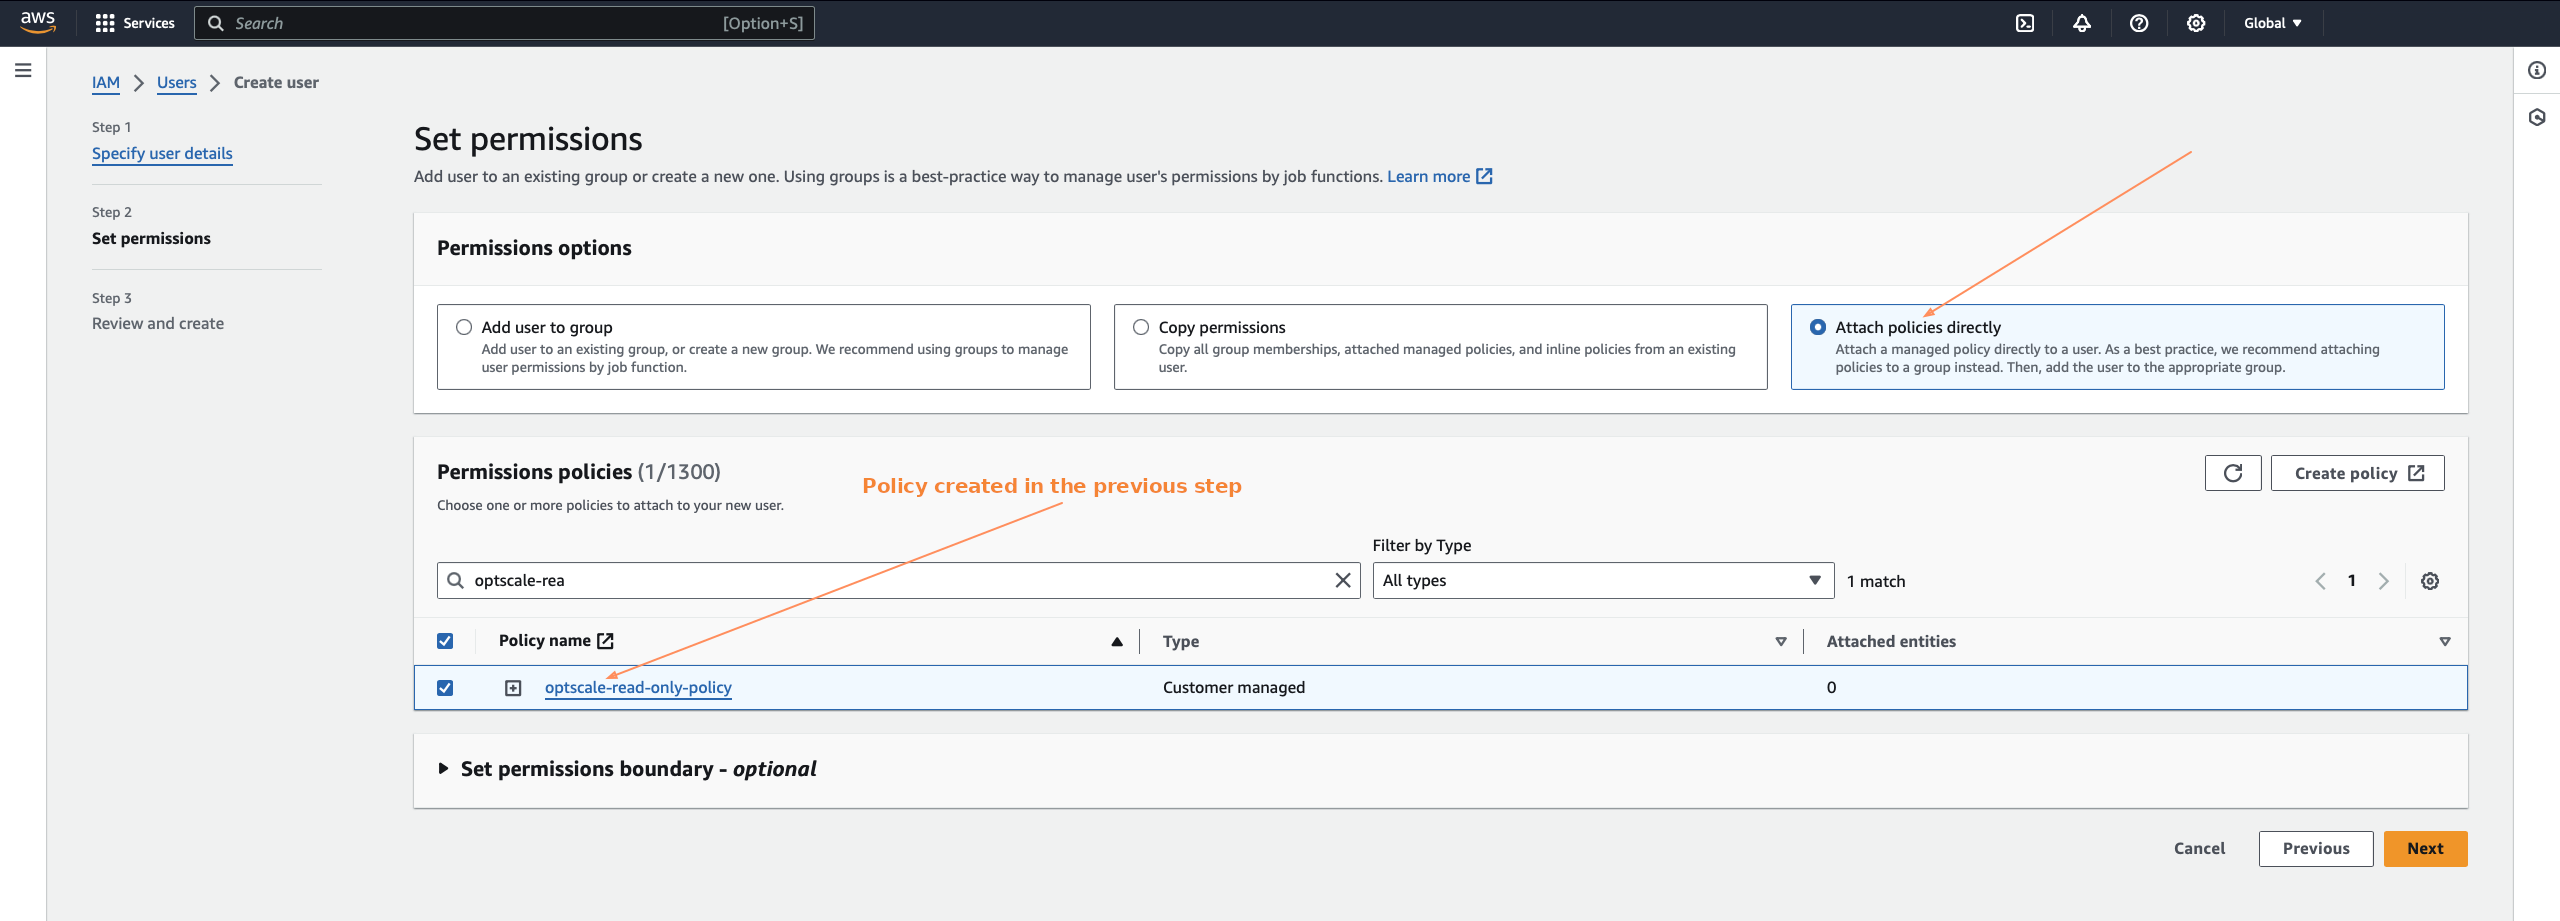 aws
Services
Search
[Option+S]
Global
IAM
Users
Create user
Step 1
Specify user details
Step 2
Set permissions
Step 3
Review and create
Set permissions
Add user to an existing group or create a new one. Using groups is a best-practice way to manage user's permissions by job functions. Learn more
Permissions options
Add user to group
Add user to an existing group, or create a new group. We recommend using groups to manage
user permissions by job function.
Copy permissions
Copy all group memberships, attached managed policies, and inline policies from an existing
user.
Attach policies directly
Attach a managed policy directly to a user. As a best practice, we recommend attaching
policies to a group instead. Then, add the user to the appropriate group.
Permissions policies (1/1300)
Choose one or more policies to attach to your new user.
Policy created in the previous step
Create policy
Filter by Type
optscale-rea
All types
1 match
1
Policy name
Type
Attached entities
optscale-read-only-policy
Customer managed
0
Set permissions boundary - optional
Cancel
Previous
Next